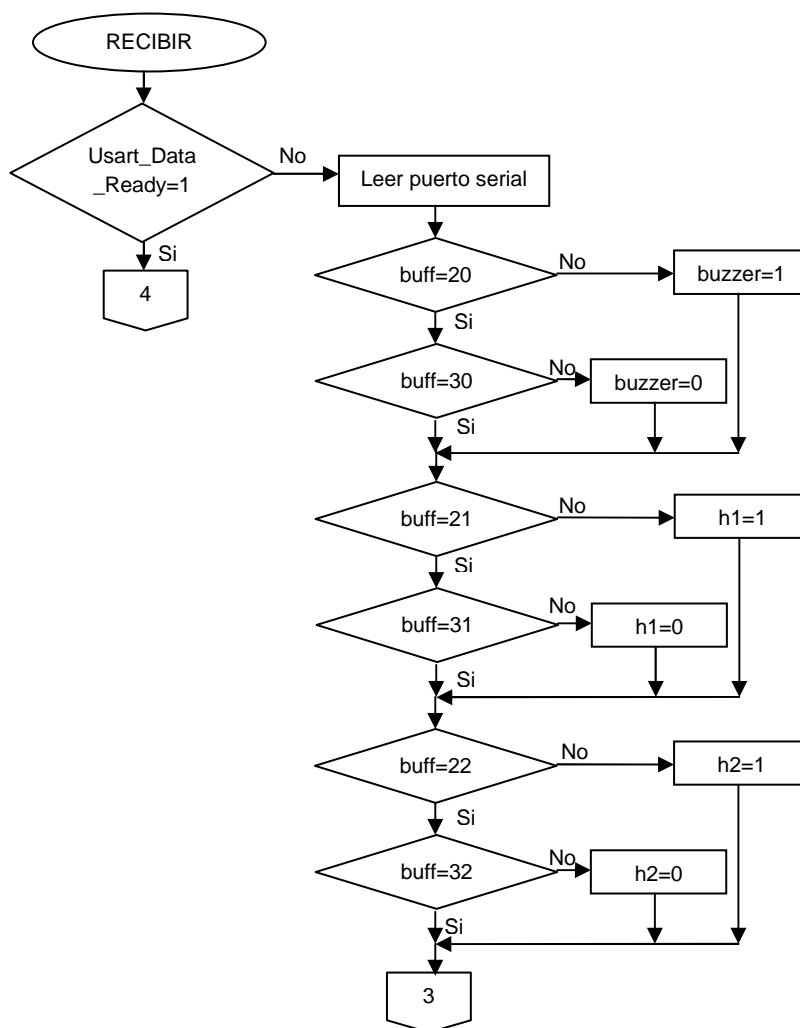 RECIBIR
Usart_Data
_Ready=1
No
Leer puerto serial
Si
4
buff=20
No
buzzer=1
Si
buff=30
No
buzzer=0
Si
buff=21
No
h1=1
Si
buff=31
No
h1=0
Si
buff=22
No
h2=1
Si
buff=32
No
h2=0
Si
3